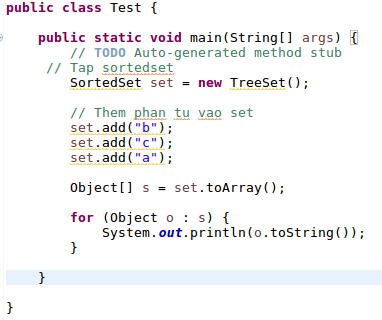 public class Test {
public static void main(String[] args) {
// TODO Auto-generated method stub
// Tap sortedset
SortedSet set = new TreeSet();
// Them phan tu vao set
set.add("b");
set.add("c");
set.add("a");
Object[] s = set.toArray();
for (Object o : s) {
System.out.println(o.toString());
}
}
}